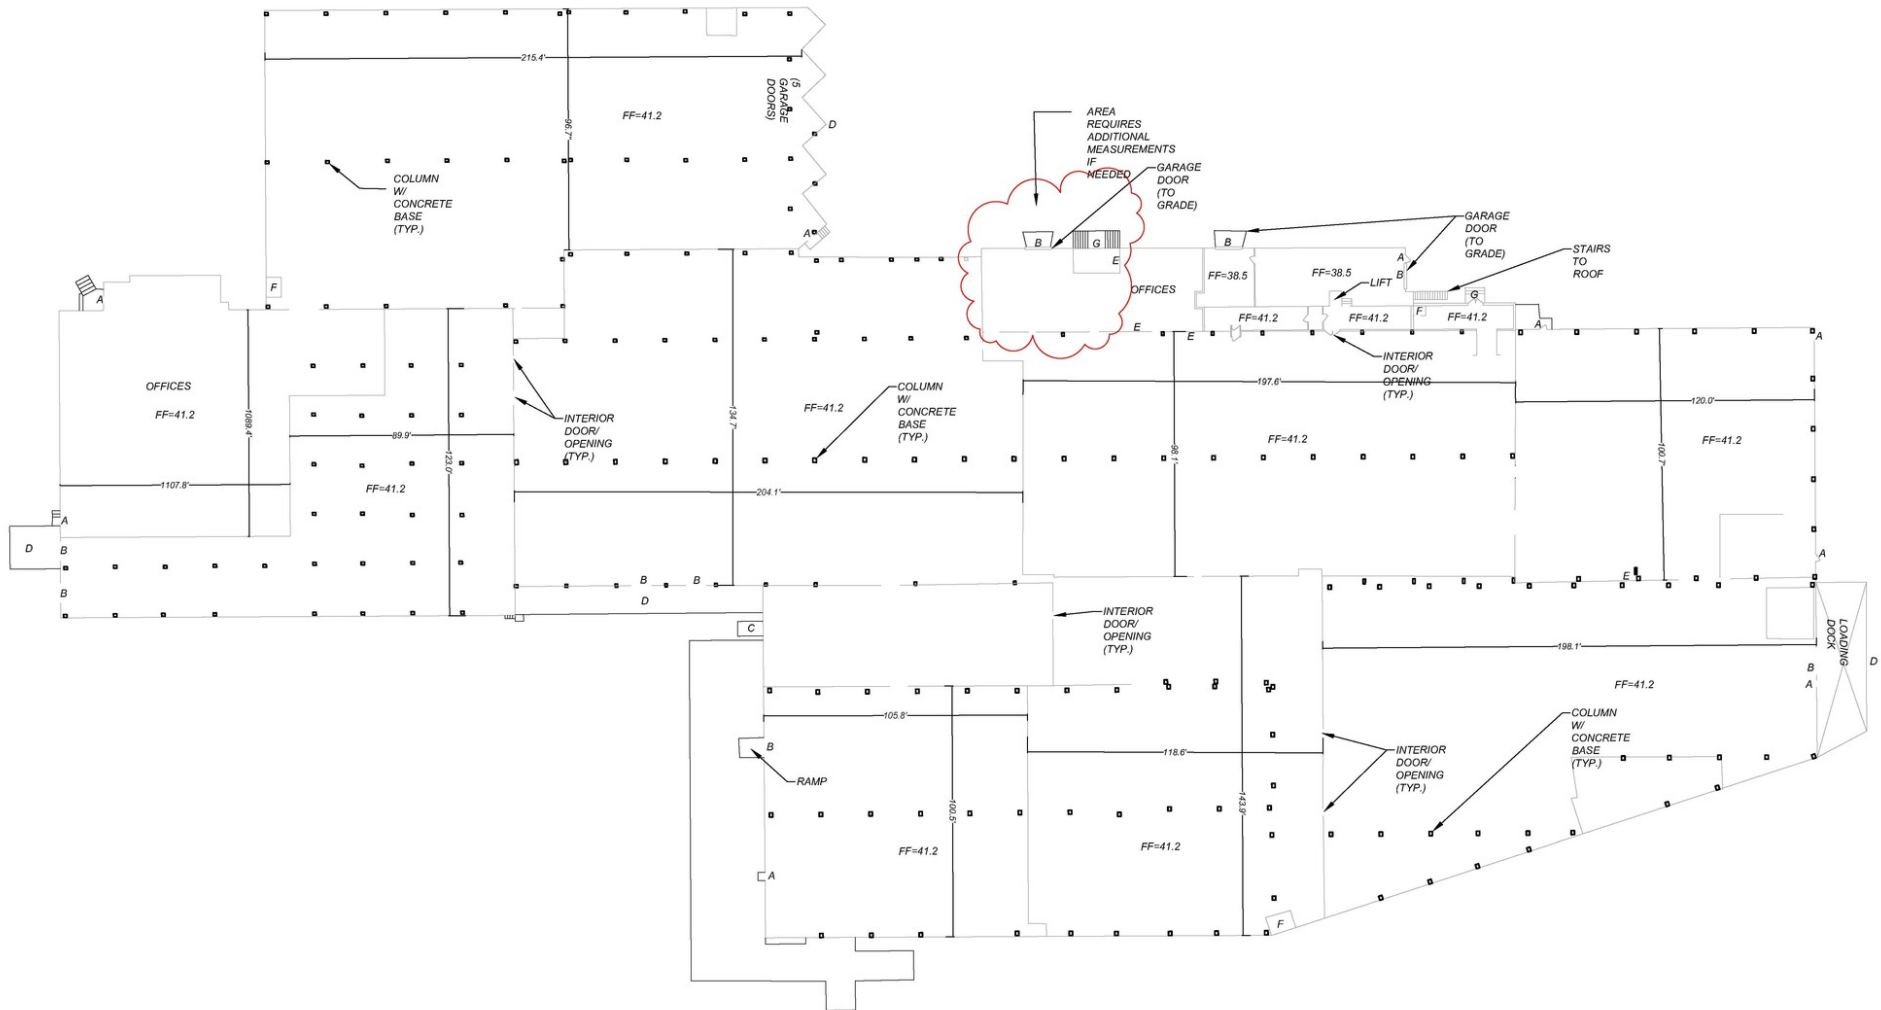 215.4'
96.7'
(5
GARAGE
DOORS)
FF=41.2
D
A
COLUMN
W/
CONCRETE
BASE
(TYP.)
F
AREA
REQUIRES
ADDITIONAL
MEASUREMENTS
IF
NEEDED
GARAGE
DOOR
(TO
GRADE)
B
G
E
OFFICES
E
E
B
FF=38.5
FF=38.5
A
B
GARAGE
DOOR
(TO
GRADE)
STAIRS
TO
ROOF
LIFT
G
F
FF=41.2
FF=41.2
FF=41.2
A
A
INTERIOR
DOOR/
OPENING
(TYP.)
A
OFFICES
FF=41.2
1089.4'
1107.8'
89.9'
123.0'
FF=41.2
A
D
B
B
INTERIOR
DOOR/
OPENING
(TYP.)
134.7'
FF=41.2
COLUMN
W/
CONCRETE
BASE
(TYP.)
204.1'
B
B
D
C
197.6'
98.1'
FF=41.2
120.0'
100.7'
FF=41.2
A
E
INTERIOR
DOOR/
OPENING
(TYP.)
LOADING
DOCK
D
198.1'
B
A
FF=41.2
COLUMN
W/
CONCRETE
BASE
(TYP.)
105.8'
B
RAMP
118.6'
INTERIOR
DOOR/
OPENING
(TYP.)
100.5'
143.9'
FF=41.2
FF=41.2
A
F